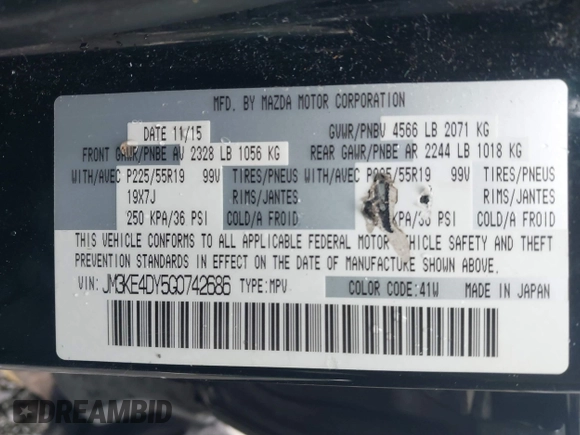 MFD. BY MAZDA MOTOR CORPORATION
DATE 11/15 GVWR/PNBV 4566 LB 2071 KG
FRONT GAWR/PNBE AV 2328 LB 1056 KG REAR GAWR/PNBE AR 2244 LB 1018 KG
WITH/AVEC P225/55R19 99V TIRES/PNEUS WITH/AVEC 55R19 99V TIRES/PNEUS
19X7J RIMS/JANTES RIMS/JANTES
250 KPA/36 PSI COLD/A FROID PSI COLD/A FROID
THIS VEHICLE CONFORMS TO ALL APPLICABLE FEDERAL MOTOR VEHICLE SAFETY AND THEFT
PREVENTION STANDARDS IN EFFECT ON THE DATE OF MANUFACTURE SHOWN ABOVE.
VIN: JM3KE4DY5G0742686 TYPE:MPV COLOR CODE:41W MADE IN JAPAN
DREAMBID